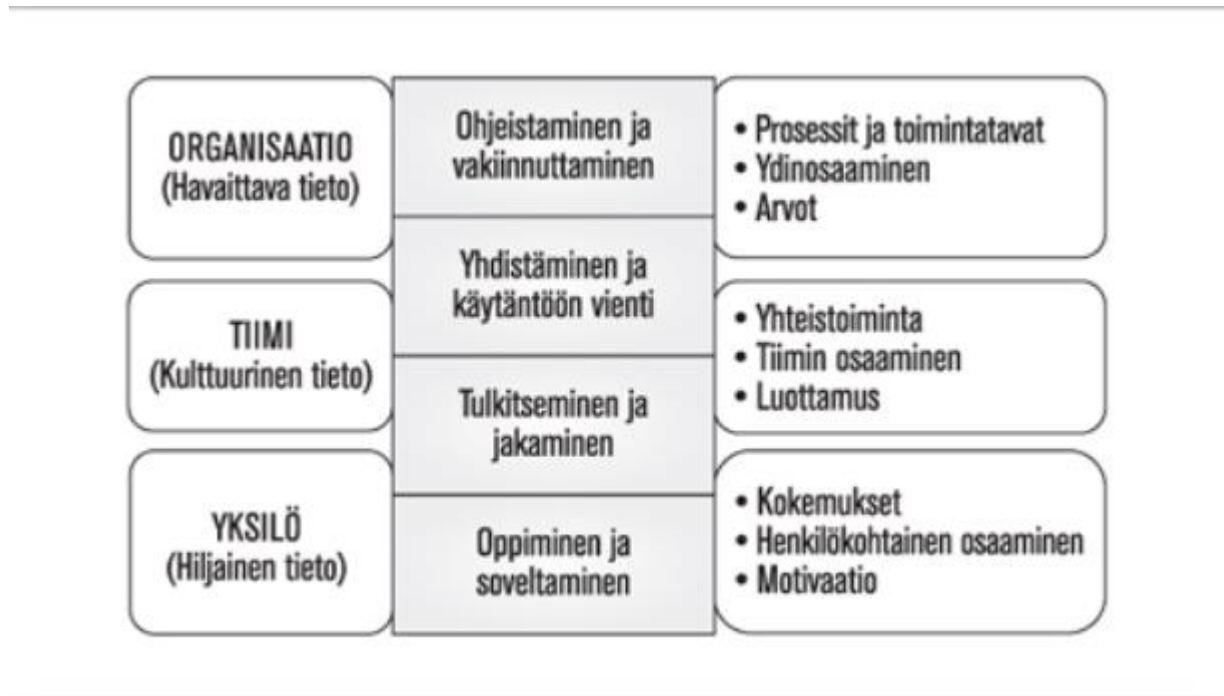 ORGANISAATIO
(Havaittava tieto)
Ohjeistaminen ja
vakiinnuttaminen
• Prosessit ja toimintatavat
• Ydinosaaminen
• Arvot
Yhdistäminen ja
käytäntöön vienti
TIIMI
(Kulttuurinen tieto)
• Yhteistoiminta
• Tiimin osaaminen
• Luottamus
Tulkitseminen ja
jakaminen
YKSILÖ
(Hiljainen tieto)
Oppiminen ja
soveltaminen
• Kokemukset
• Henkilökohtainen osaaminen
• Motivaatio